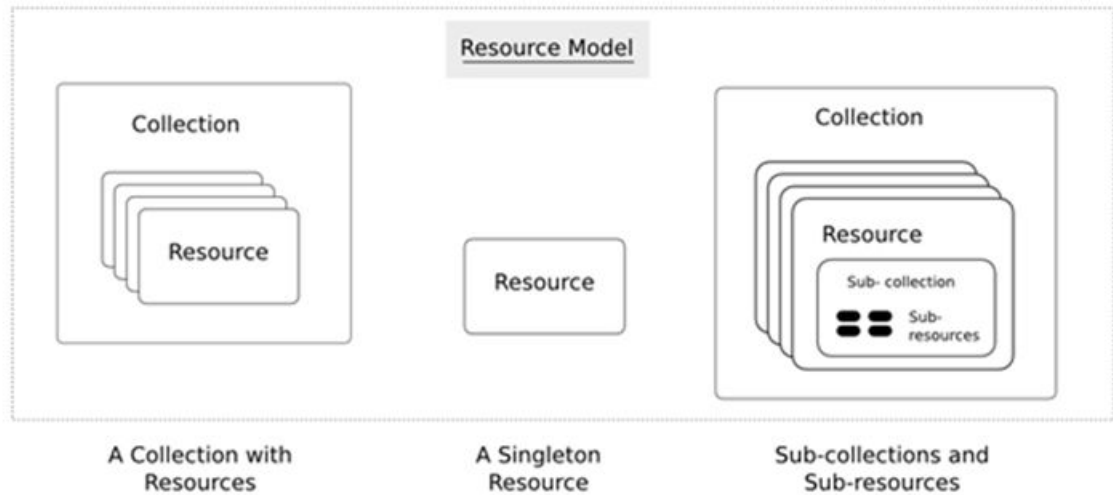 Resource Model
Collection
Resource
Resource
Collection
Resource
Sub- collection
Sub-
resources
A Collection with
Resources
A Singleton
Resource
Sub-collections and
Sub-resources